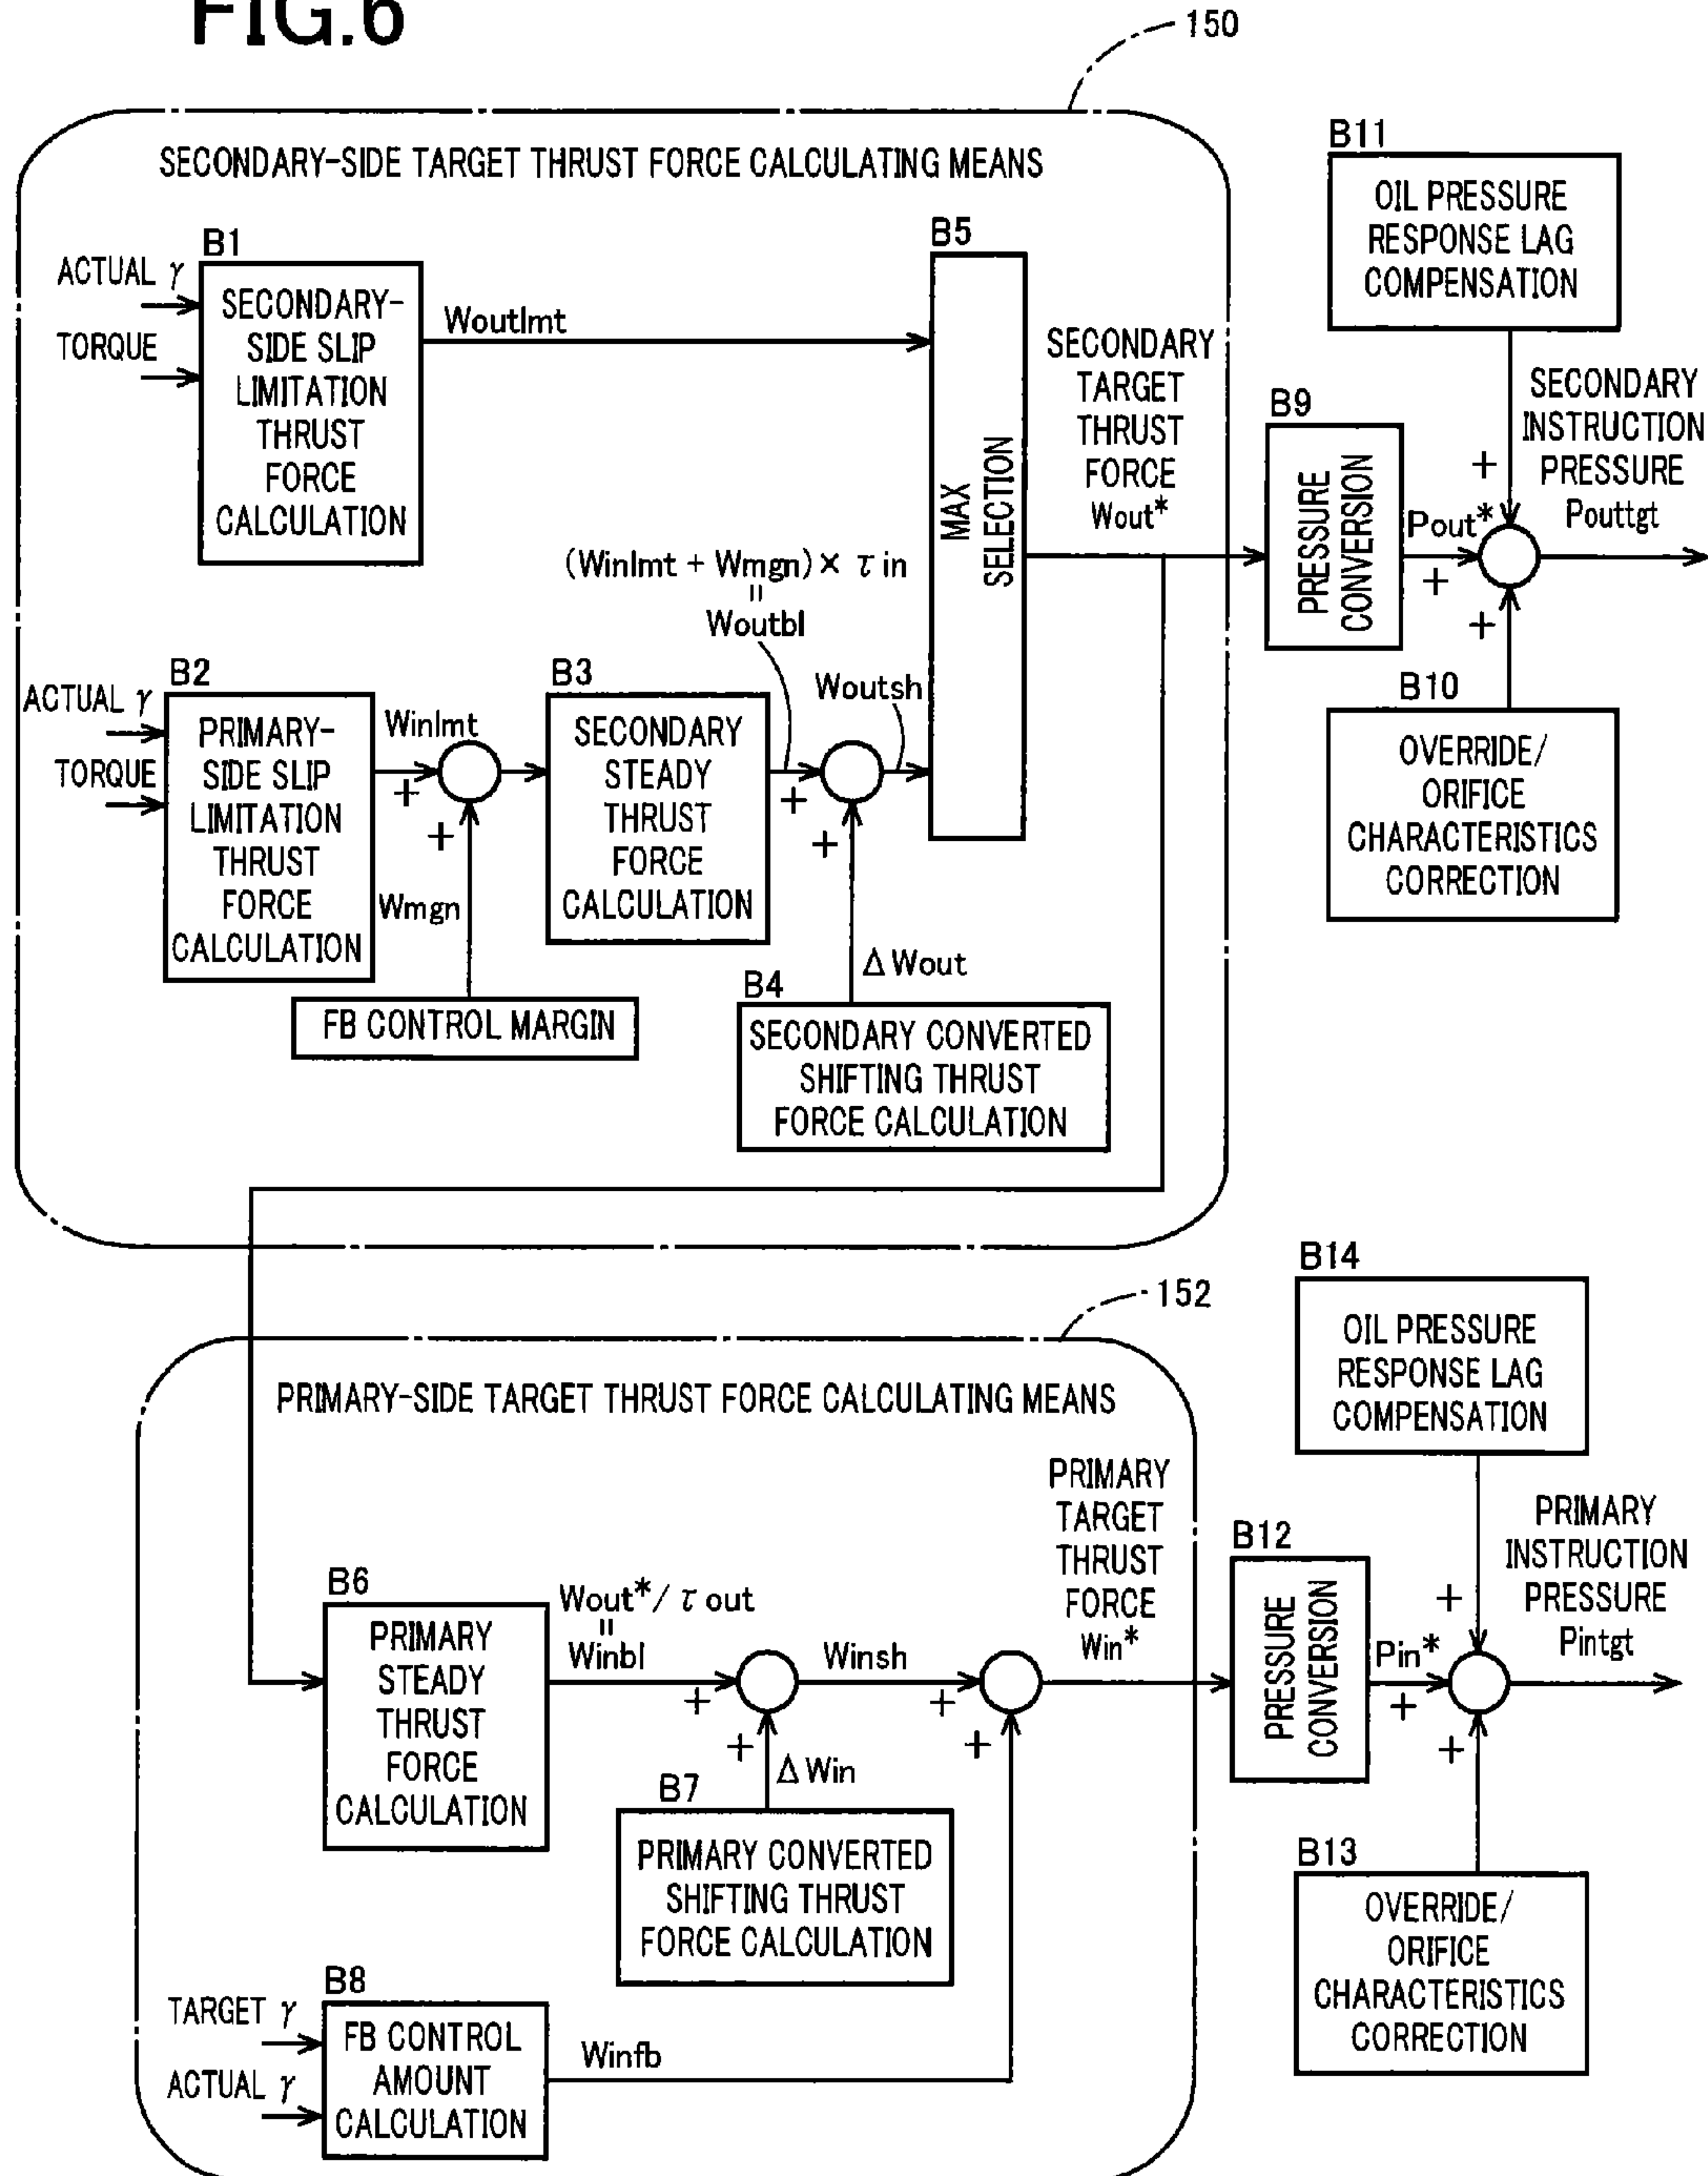 FIG.6
150
SECONDARY-SIDE TARGET THRUST FORCE CALCULATING MEANS
B1
ACTUAL γ
TORQUE
SECONDARY-
SIDE SLIP
LIMITATION
THRUST
FORCE
CALCULATION
Woutlmt
B5
MAX
SELECTION
SECONDARY
TARGET
THRUST
FORCE
Wout*
B11
OIL PRESSURE
RESPONSE LAG
COMPENSATION
B9
PRESSURE
CONVERSION
Pout*
+
+
+
SECONDARY
INSTRUCTION
PRESSURE
Pouttgt
B10
OVERRIDE/
ORIFICE
CHARACTERISTICS
CORRECTION
(Winlmt + Wmgn) × τ in
=
Woutbl
B2
ACTUAL γ
TORQUE
PRIMARY-
SIDE SLIP
LIMITATION
THRUST
FORCE
CALCULATION
Winlmt
+
+
Wmgn
FB CONTROL MARGIN
B3
SECONDARY
STEADY
THRUST
FORCE
CALCULATION
Woutsh
+
+
ΔWout
B4
SECONDARY CONVERTED
SHIFTING THRUST
FORCE CALCULATION
152
PRIMARY-SIDE TARGET THRUST FORCE CALCULATING MEANS
B6
PRIMARY
STEADY
THRUST
FORCE
CALCULATION
Wout*/ τ out
=
Winbl
+
+
ΔWin
Winsh
+
+
B7
PRIMARY CONVERTED
SHIFTING THRUST
FORCE CALCULATION
B8
TARGET γ
ACTUAL γ
FB CONTROL
AMOUNT
CALCULATION
Winfb
PRIMARY
TARGET
THRUST
FORCE
Win*
B14
OIL PRESSURE
RESPONSE LAG
COMPENSATION
B12
PRESSURE
CONVERSION
Pin*
+
+
+
PRIMARY
INSTRUCTION
PRESSURE
Pintgt
B13
OVERRIDE/
ORIFICE
CHARACTERISTICS
CORRECTION